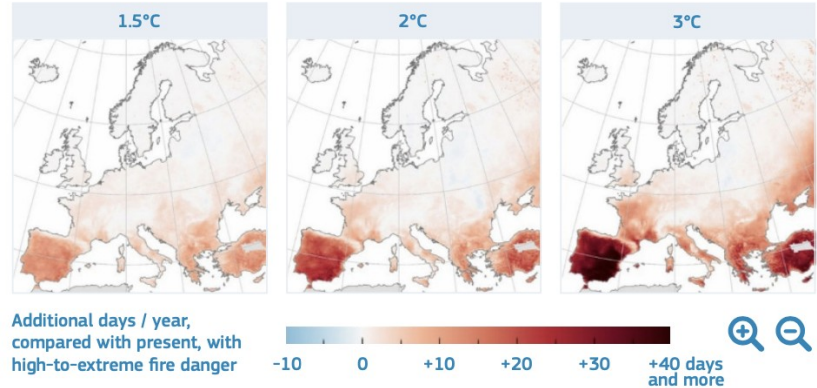 1.5°C
2°C
3°C
Additional days / year,
compared with present, with
high-to-extreme fire danger
-10
0
+10
+20
+30
+40 days
and more